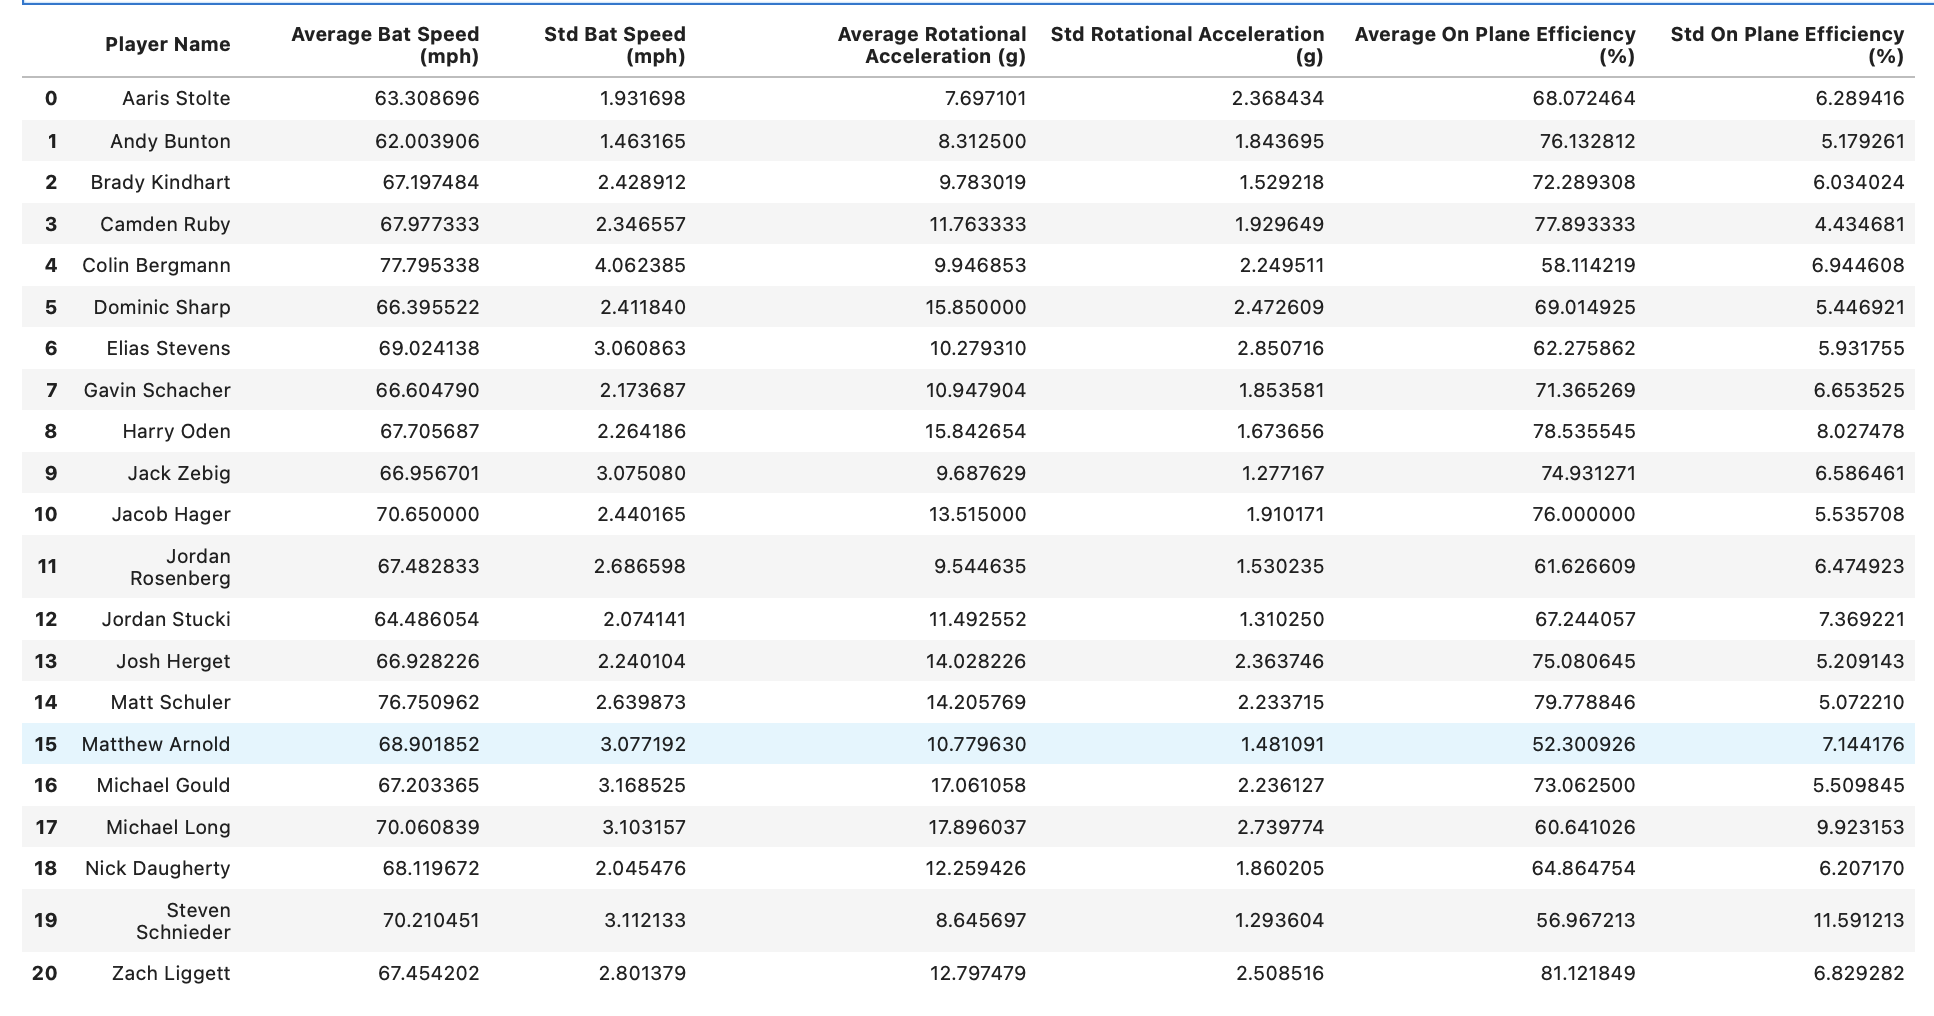 Player Name Average Bat Speed (mph) Std Bat Speed (mph) Average Rotational Acceleration (g) Std Rotational Acceleration (g) Average On Plane Efficiency (%) Std On Plane Efficiency (%)
0 Aaris Stolte 63.308696 1.931698 7.697101 2.368434 68.072464 6.289416
1 Andy Bunton 62.003906 1.463165 8.312500 1.843695 76.132812 5.179261
2 Brady Kindhart 67.197484 2.428912 9.783019 1.529218 72.289308 6.034024
3 Camden Ruby 67.977333 2.346557 11.763333 1.929649 77.893333 4.434681
4 Colin Bergmann 77.795338 4.062385 9.946853 2.249511 58.114219 6.944608
5 Dominic Sharp 66.395522 2.411840 15.850000 2.472609 69.014925 5.446921
6 Elias Stevens 69.024138 3.060863 10.279310 2.850716 62.275862 5.931755
7 Gavin Schacher 66.604790 2.173687 10.947904 1.853581 71.365269 6.653525
8 Harry Oden 67.705687 2.264186 15.842654 1.673656 78.535545 8.027478
9 Jack Zebig 66.956701 3.075080 9.687629 1.277167 74.931271 6.586461
10 Jacob Hager 70.650000 2.440165 13.515000 1.910171 76.000000 5.535708
11 Jordan Rosenberg 67.482833 2.686598 9.544635 1.530235 61.626609 6.474923
12 Jordan Stucki 64.486054 2.074141 11.492552 1.310250 67.244057 7.369221
13 Josh Herget 66.928226 2.240104 14.028226 2.363746 75.080645 5.209143
14 Matt Schuler 76.750962 2.639873 14.205769 2.233715 79.778846 5.072210
15 Matthew Arnold 68.901852 3.077192 10.779630 1.481091 52.300926 7.144176
16 Michael Gould 67.203365 3.168525 17.061058 2.236127 73.062500 5.509845
17 Michael Long 70.060839 3.103157 17.896037 2.739774 60.641026 9.923153
18 Nick Daugherty 68.119672 2.045476 12.259426 1.860205 64.864754 6.207170
19 Steven Schnieder 70.210451 3.112133 8.645697 1.293604 56.967213 11.591213
20 Zach Liggett 67.454202 2.801379 12.797479 2.508516 81.121849 6.829282